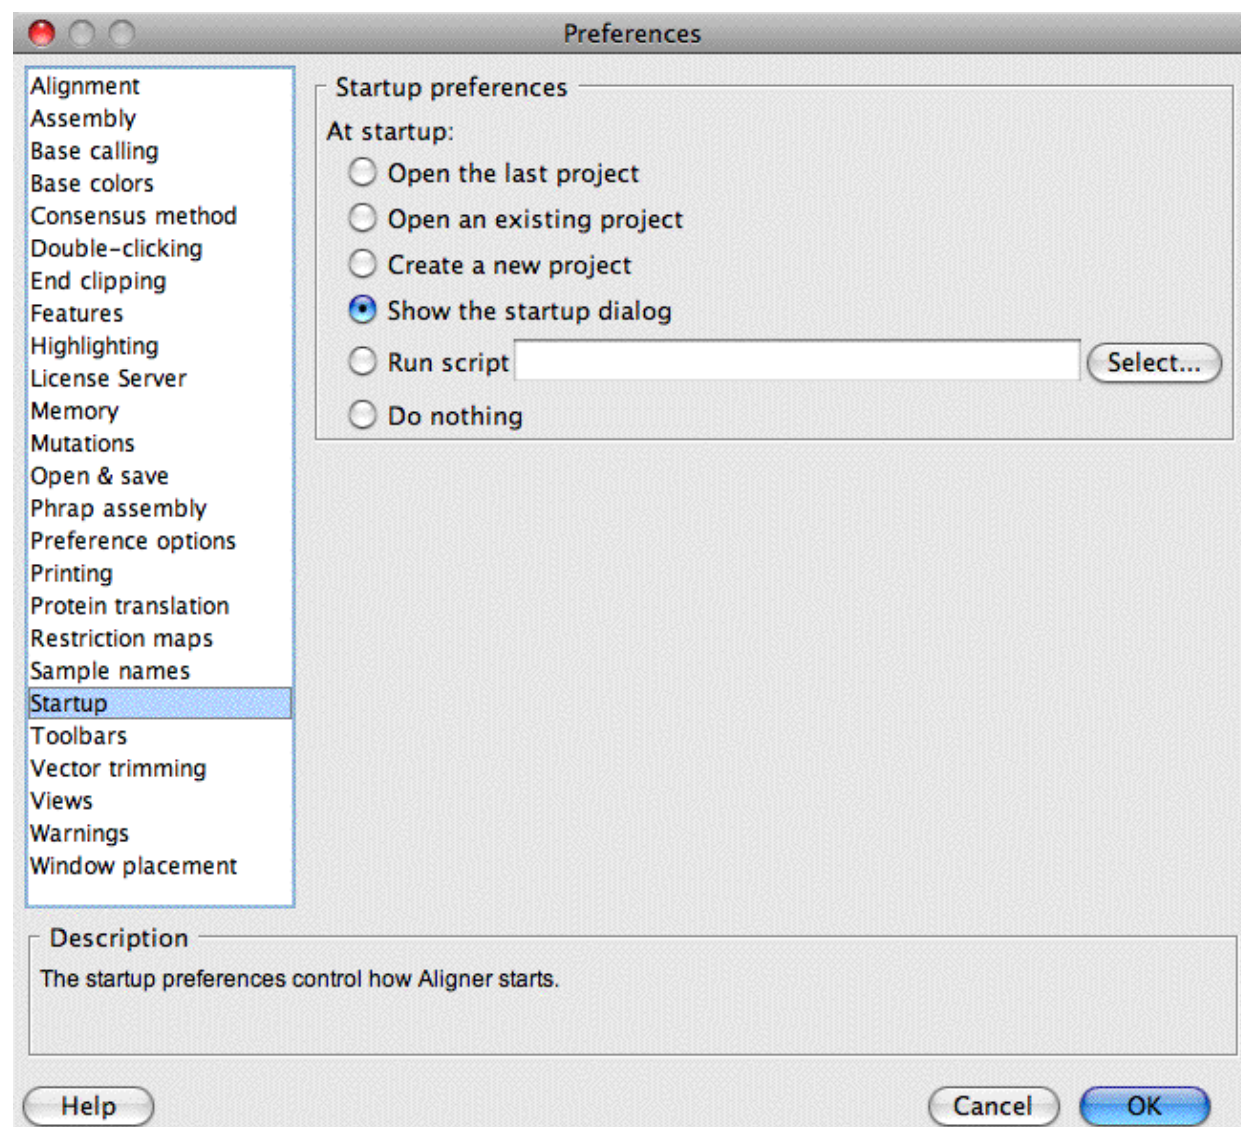 Preferences
Alignment
Assembly
Base calling
Base colors
Consensus method
Double-clicking
End clipping
Features
Highlighting
License Server
Memory
Mutations
Open & save
Phrap assembly
Preference options
Printing
Protein translation
Restriction maps
Sample names
Startup
Toolbars
Vector trimming
Views
Warnings
Window placement
Startup preferences
At startup:
Open the last project
Open an existing project
Create a new project
Show the startup dialog
Run script Select...
Do nothing
Description
The startup preferences control how Aligner starts.
Help Cancel OK